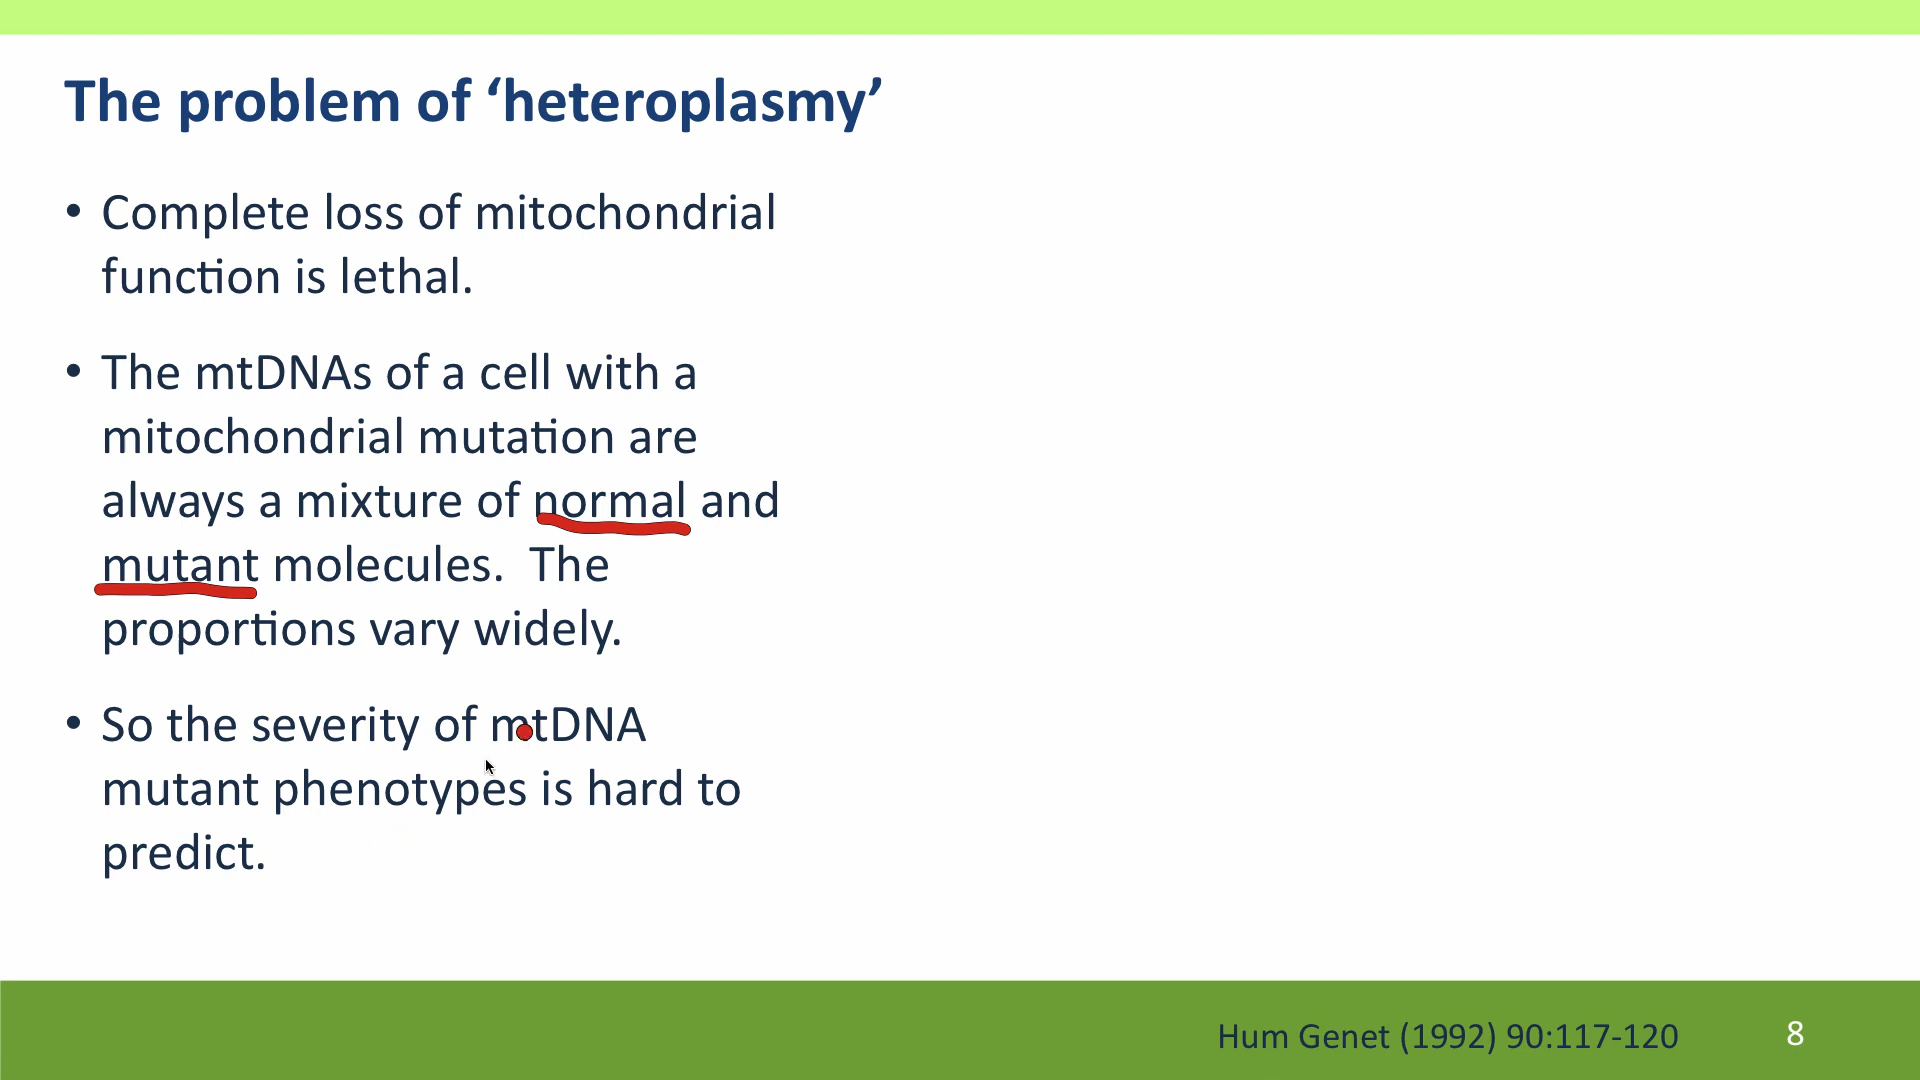 The problem of ‘heteroplasmy’
• Complete loss of mitochondrial
function is lethal.
• The mtDNAs of a cell with a
mitochondrial mutation are
always a mixture of normal and
mutant molecules.  The
proportions vary widely.
• So the severity of mtDNA
mutant phenotypes is hard to
predict.
Hum Genet (1992) 90:117-120
8